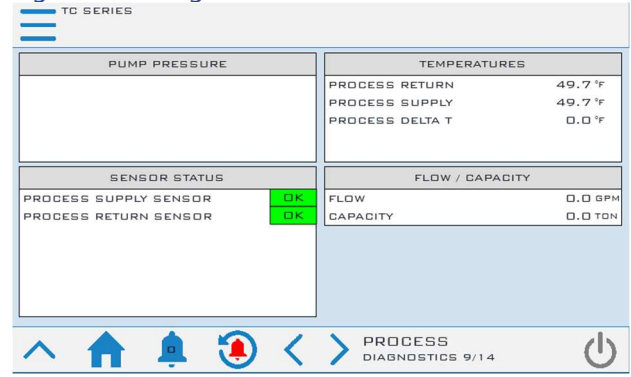 TC SERIES
PUMP PRESSURE
TEMPERATURES
PROCESS RETURN 49.7 °F
PROCESS SUPPLY 49.7 °F
PROCESS DELTA T 0.0 °F
SENSOR STATUS
PROCESS SUPPLY SENSOR OK
PROCESS RETURN SENSOR OK
FLOW / CAPACITY
FLOW 0.0 GPM
CAPACITY 0.0 TON
0
PROCESS
DIAGNOSTICS 9/14